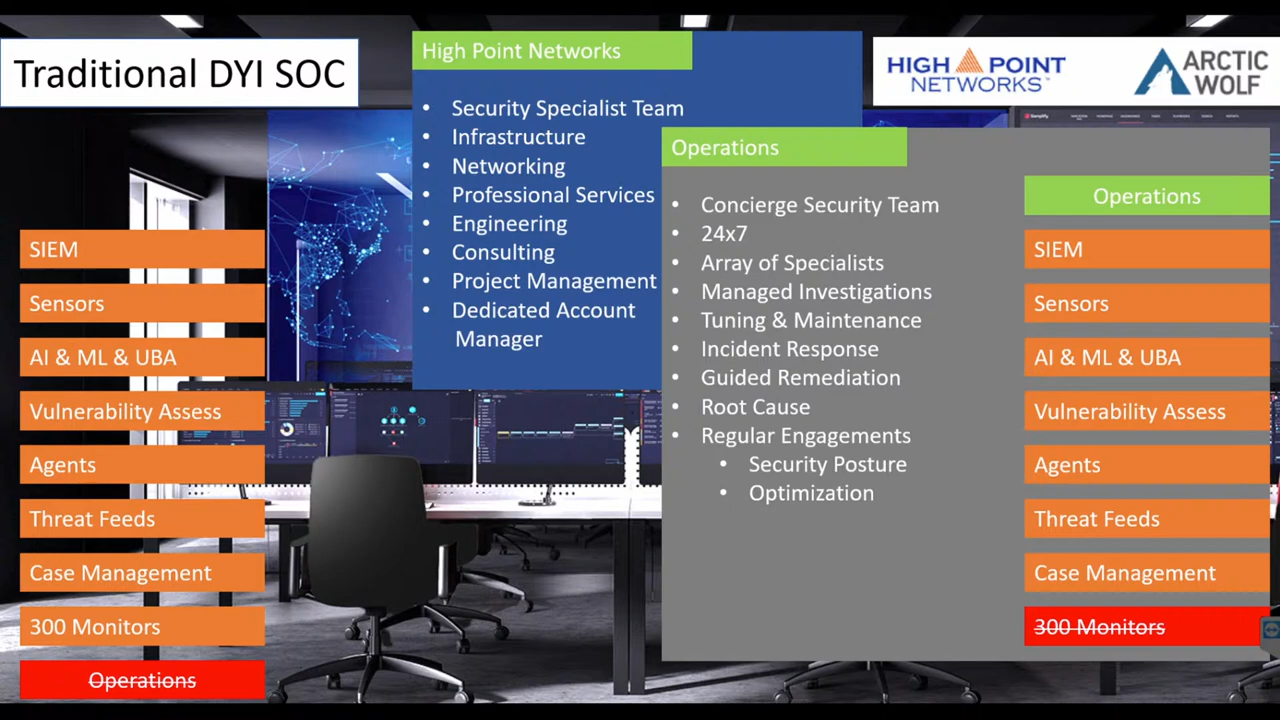 Traditional DYI SOC
SIEM
Sensors
AI & ML & UBA
Vulnerability Assess
Agents
Threat Feeds
Case Management
300 Monitors
Operations
High Point Networks
• Security Specialist Team
• Infrastructure
• Networking
• Professional Services
• Engineering
• Consulting
• Project Management
• Dedicated Account
Manager
HIGH POINT
NETWORKS
ARCTIC
WOLF
Operations
• Concierge Security Team
• 24x7
• Array of Specialists
• Managed Investigations
• Tuning & Maintenance
• Incident Response
• Guided Remediation
• Root Cause
• Regular Engagements
• Security Posture
• Optimization
Operations
SIEM
Sensors
AI & ML & UBA
Vulnerability Assess
Agents
Threat Feeds
Case Management
300 Monitors